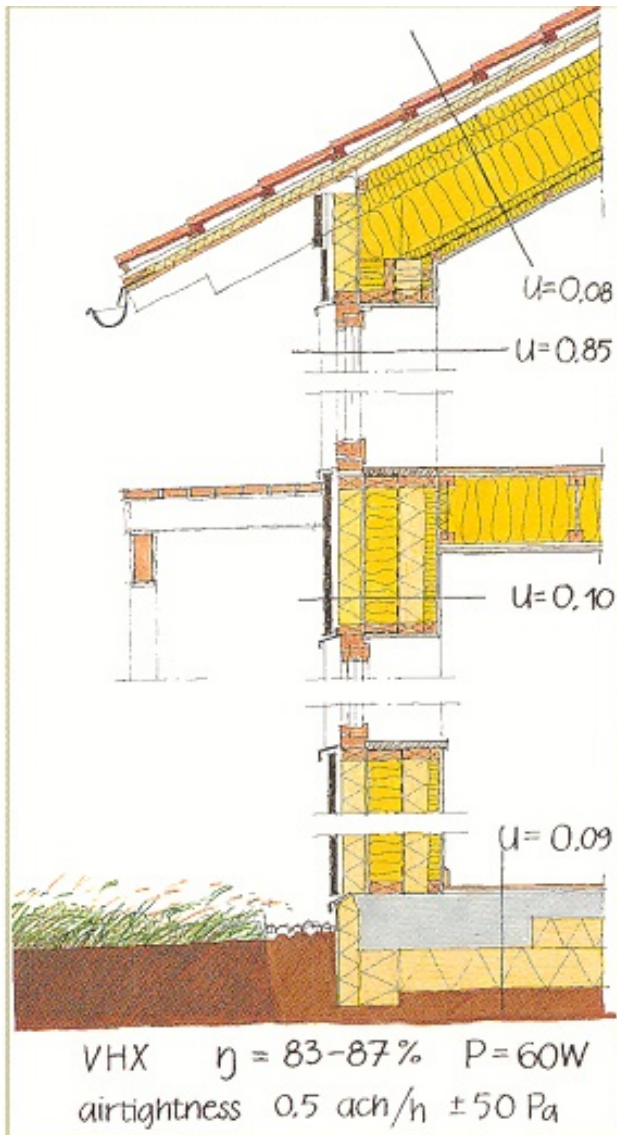 U=0,08
U=0,85
U=0,10
U=0,09
VHX η = 83-87% P=60W
airtightness 0,5 ach/h ±50 Pa